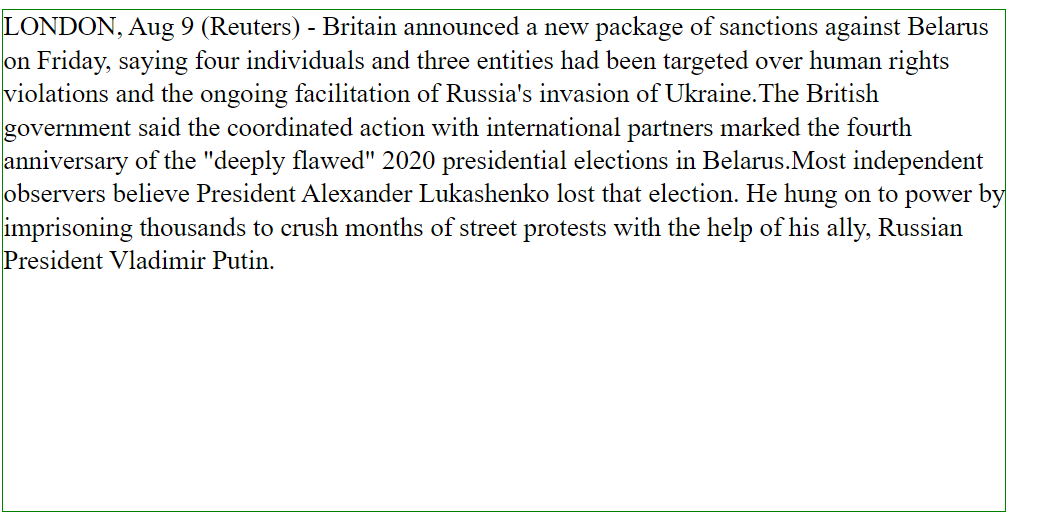 LONDON, Aug 9 (Reuters) - Britain announced a new package of sanctions against Belarus
on Friday, saying four individuals and three entities had been targeted over human rights
violations and the ongoing facilitation of Russia's invasion of Ukraine.The British
government said the coordinated action with international partners marked the fourth
anniversary of the "deeply flawed" 2020 presidential elections in Belarus.Most independent
observers believe President Alexander Lukashenko lost that election. He hung on to power by
imprisoning thousands to crush months of street protests with the help of his ally, Russian
President Vladimir Putin.